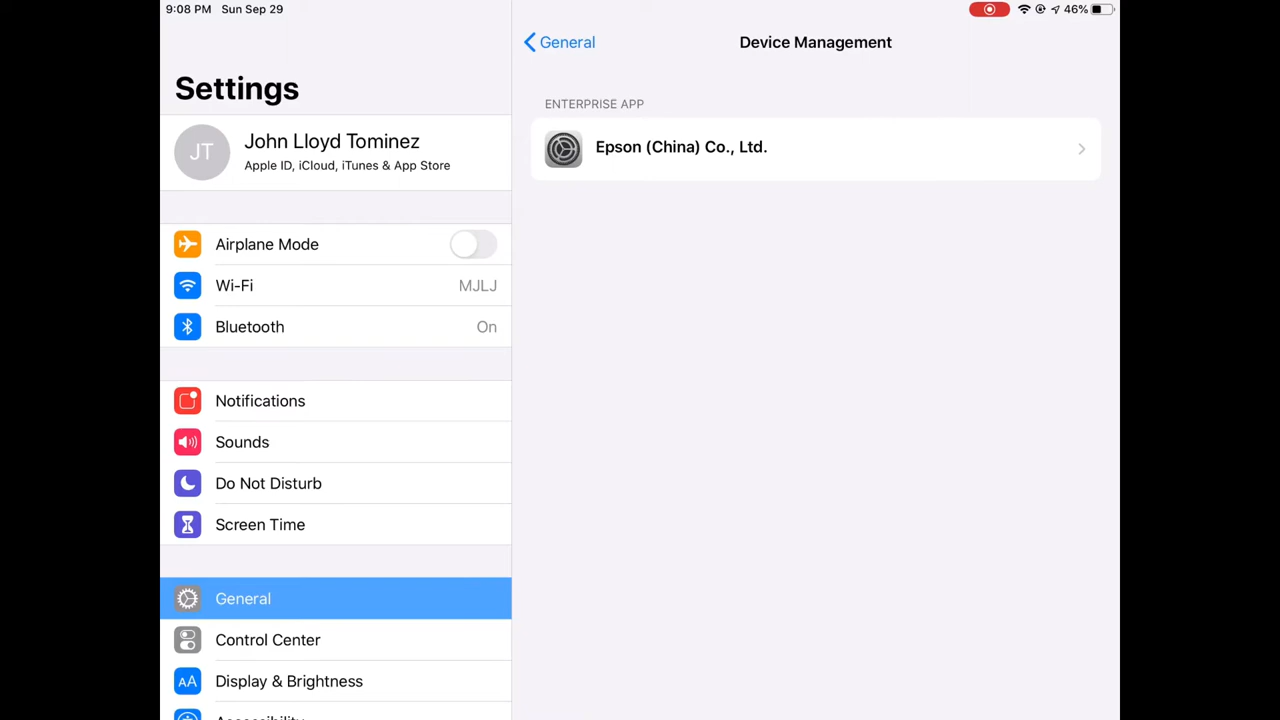 9:08 PM Sun Sep 29
46%
Settings
JT
John Lloyd Tominez
Apple ID, iCloud, iTunes & App Store
Airplane Mode
Wi-Fi MJLJ
Bluetooth On
Notifications
Sounds
Do Not Disturb
Screen Time
General
Control Center
AA Display & Brightness
Accessibility
General Device Management
ENTERPRISE APP
Epson (China) Co., Ltd.